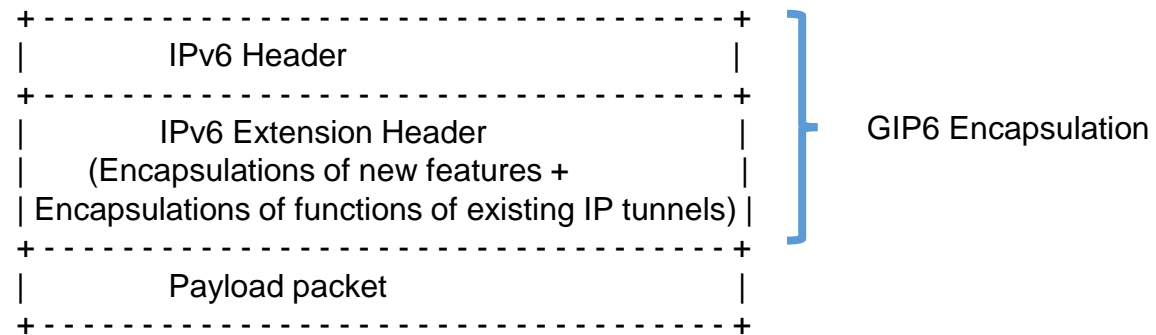 + - - - - - - - - - - - - - - - - - - - - - - - - - - - - - - - - - - - +
| IPv6 Header |
+ - - - - - - - - - - - - - - - - - - - - - - - - - - - - - - - - - - - +
| IPv6 Extension Header |
| (Encapsulations of new features + |
| Encapsulations of functions of existing IP tunnels) |
+ - - - - - - - - - - - - - - - - - - - - - - - - - - - - - - - - - - - +
| Payload packet |
+ - - - - - - - - - - - - - - - - - - - - - - - - - - - - - - - - - - - +
GIP6 Encapsulation